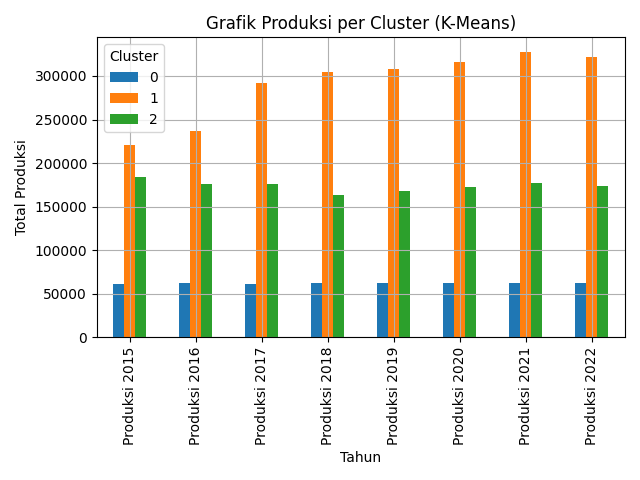 Grafik Produksi per Cluster (K-Means)
Cluster
0
1
2
Total Produksi
300000
250000
200000
150000
100000
50000
0
Produksi 2015
Produksi 2016
Produksi 2017
Produksi 2018
Produksi 2019
Produksi 2020
Produksi 2021
Produksi 2022
Tahun